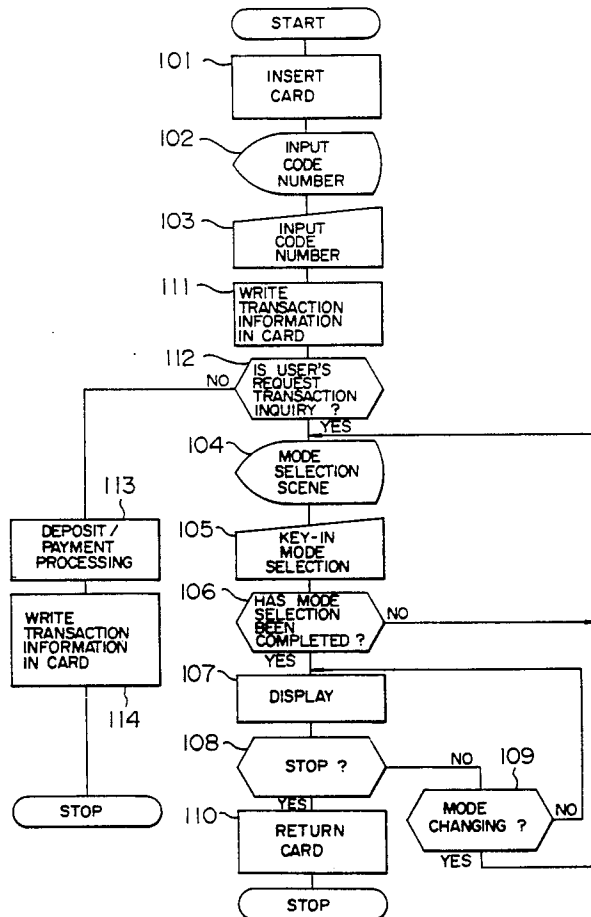 START
101
INSERT
CARD
102
INPUT
CODE
NUMBER
103
INPUT
CODE
NUMBER
111
WRITE
TRANSACTION
INFORMATION
IN CARD
112
IS USER'S
REQUEST
TRANSACTION
INQUIRY ?
NO
YES
104
MODE
SELECTION
SCENE
113
DEPOSIT/
PAYMENT
PROCESSING
105
KEY-IN
MODE
SELECTION
106
HAS MODE
SELECTION
BEEN
COMPLETED ?
NO
YES
WRITE
TRANSACTION
INFORMATION
IN CARD
114
107
DISPLAY
108
STOP ?
NO
YES
109
MODE
CHANGING ?
NO
YES
STOP
110
RETURN
CARD
STOP